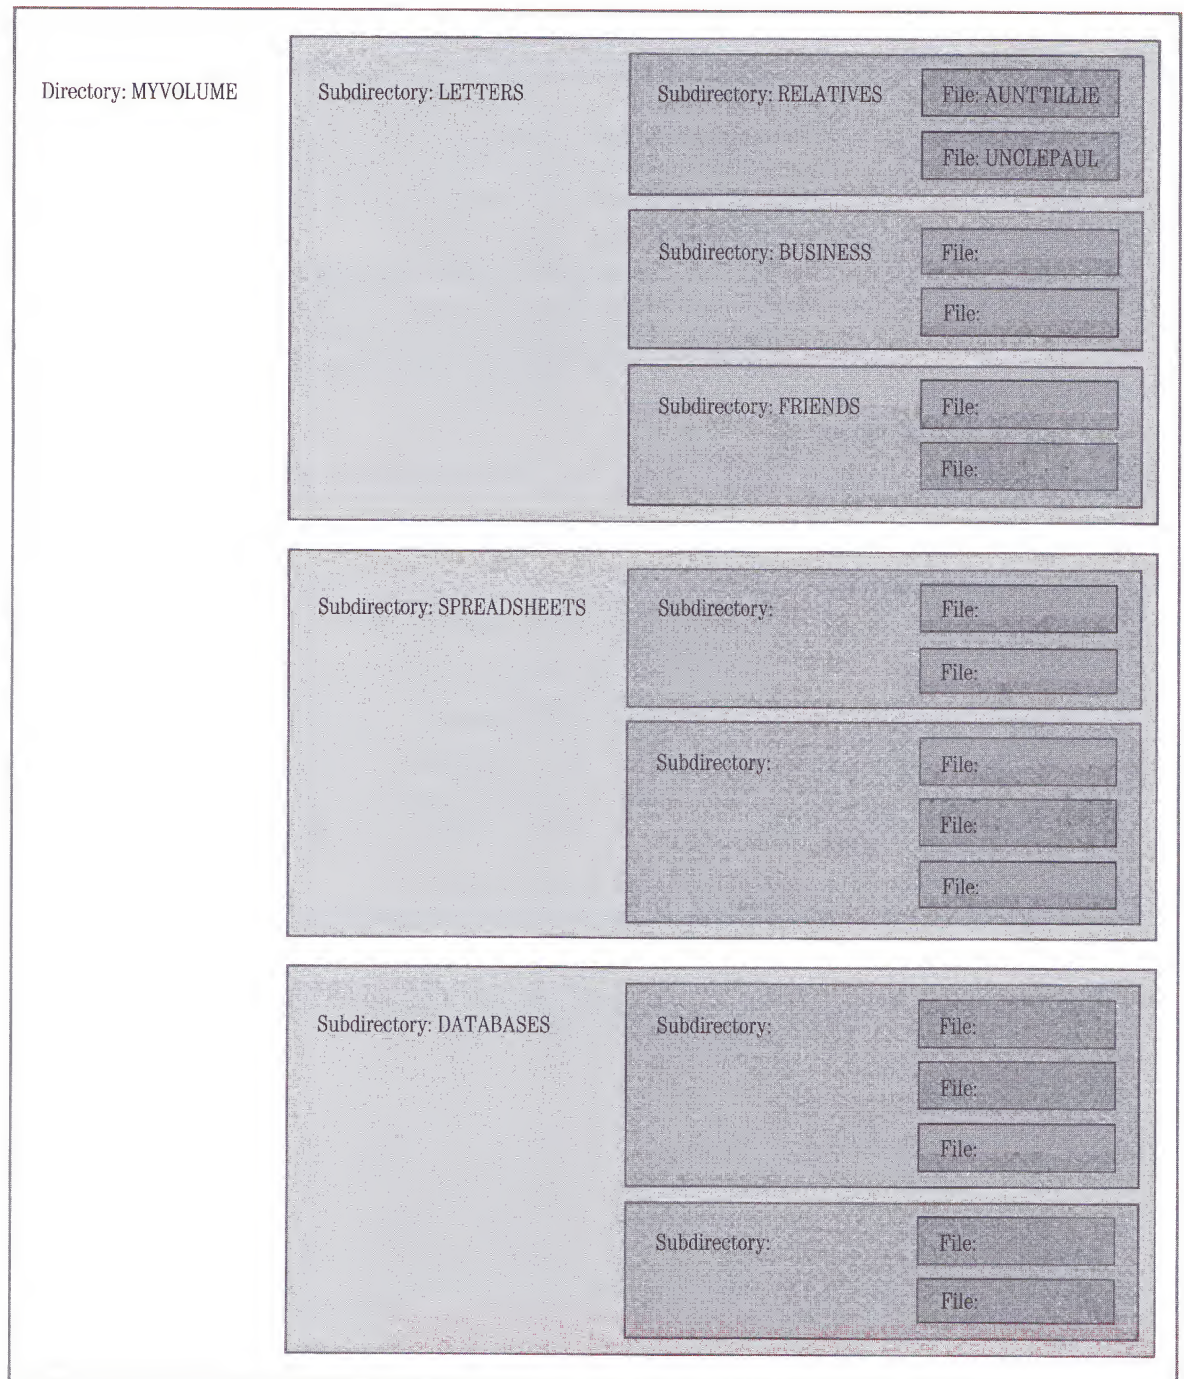 Directory: MYVOLUME
Subdirectory: LETTERS
Subdirectory: RELATIVES
File: AUNTTILLIE
File: UNCLEPAUL
Subdirectory: BUSINESS
File:
File:
Subdirectory: FRIENDS
File:
File:
Subdirectory: SPREADSHEETS
Subdirectory:
File:
File:
Subdirectory:
File:
File:
File:
Subdirectory: DATABASES
Subdirectory:
File:
File:
File:
Subdirectory:
File:
File: